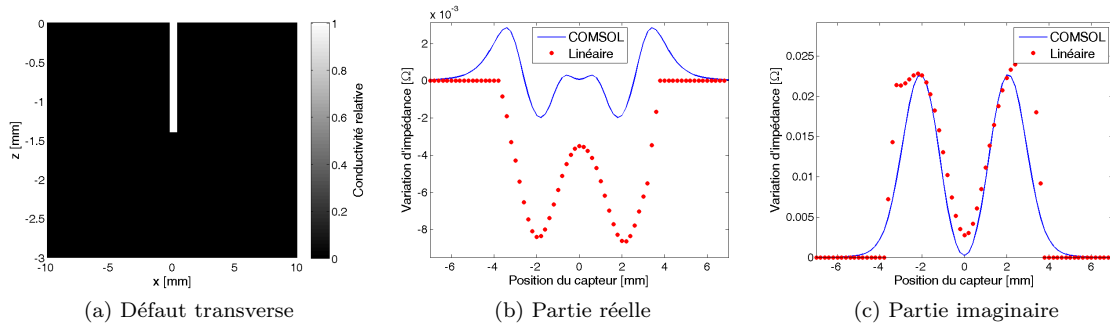 0
-0.5
-1
-1.5
-2
-2.5
-3
z [mm]
-10
-5
0
5
10
x [mm]
1
0.8
0.6
0.4
0.2
0
Conductivité relative
(a) Défaut transverse
x 10⁻³
2
0
-2
-4
-6
-8
Variation d'impédance [Ω]
COMSOL
Linéaire
-6
-4
-2
0
2
4
6
Position du capteur [mm]
(b) Partie réelle
0.025
0.02
0.015
0.01
0.005
0
Variation d'impédance [Ω]
COMSOL
Linéaire
-6
-4
-2
0
2
4
6
Position du capteur [mm]
(c) Partie imaginaire